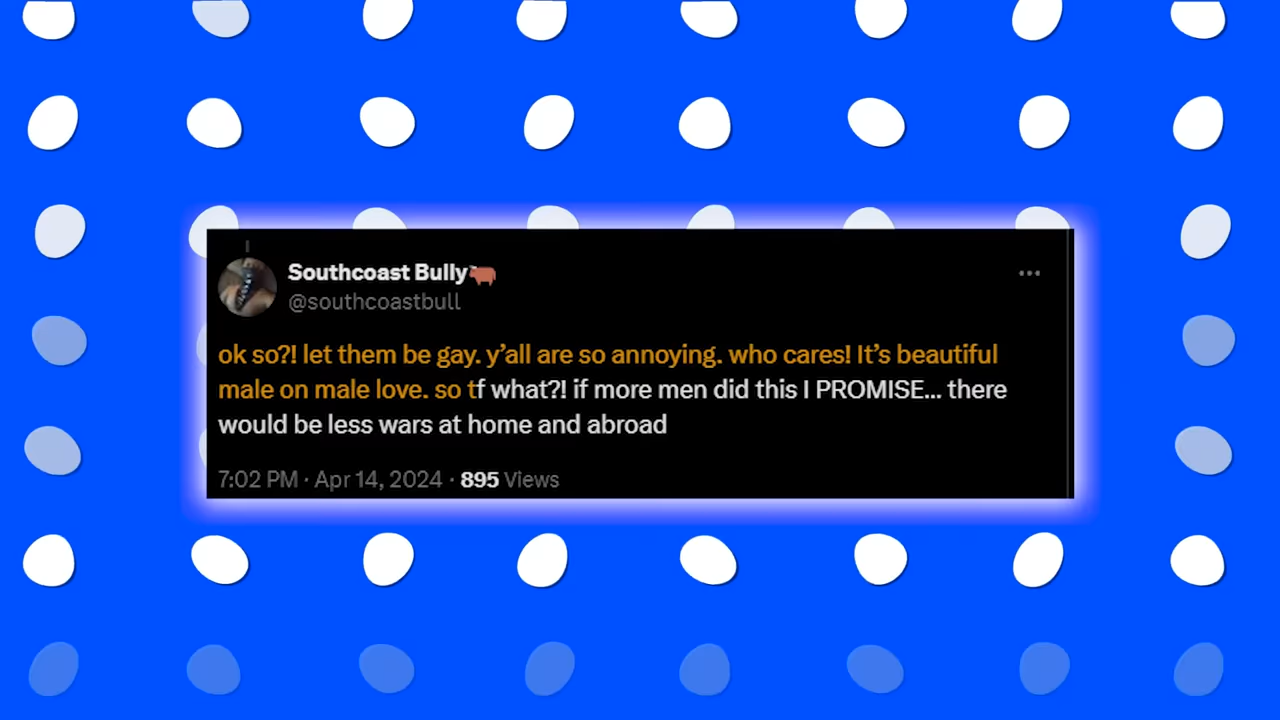 Southcoast Bully🐂
@southcoastbull
ok so?! let them be gay. y’all are so annoying. who cares! It’s beautiful
male on male love. so tf what?! if more men did this I PROMISE... there
would be less wars at home and abroad
7:02 PM · Apr 14, 2024 · 895 Views